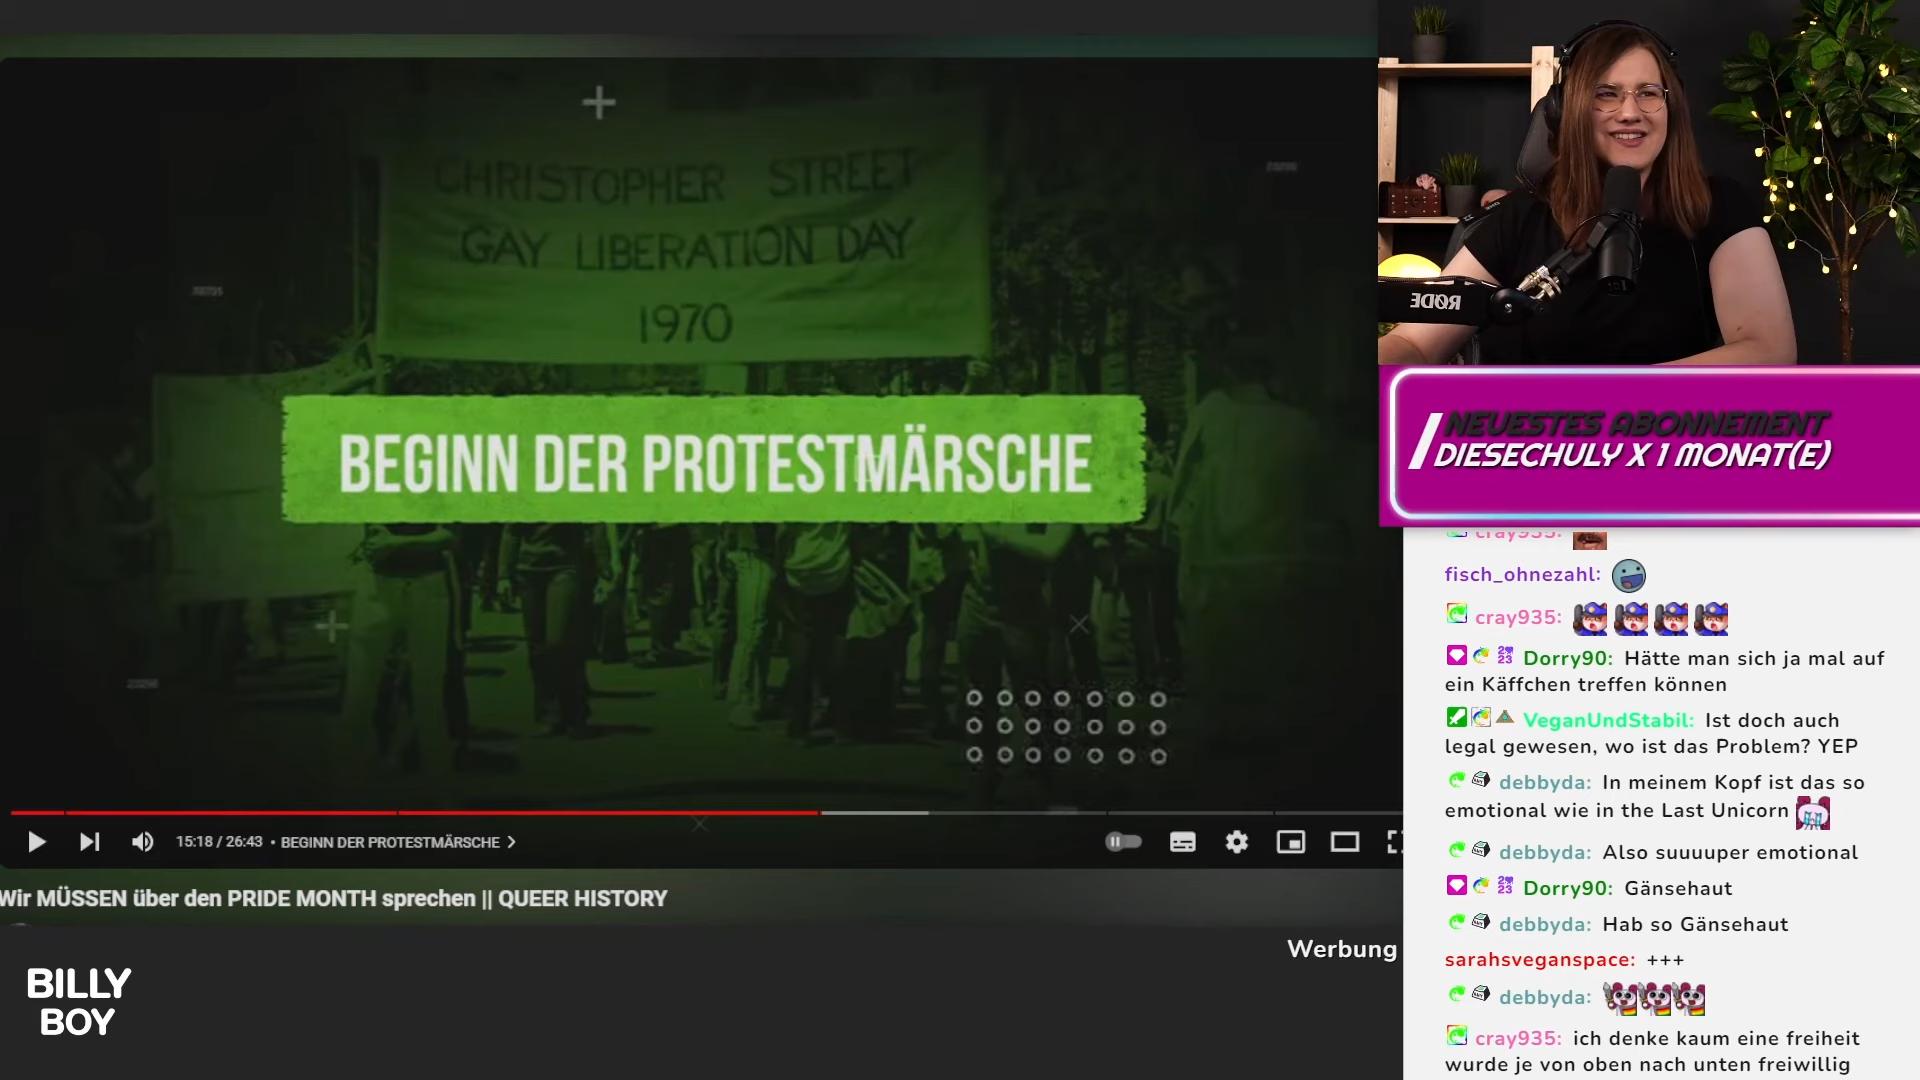 CHRISTOPHER STREET
GAY LIBERATION DAY
1970
BEGINN DER PROTESTMÄRSCHE
15:18 / 26:43 • BEGINN DER PROTESTMÄRSCHE
Wir MÜSSEN über den PRIDE MONTH sprechen || QUEER HISTORY
Werbung
BILLY
BOY
RØDE
NEUESTES ABONNEMENT
DIESECHULY X 1 MONAT(E)
cray935:
fisch_ohnezahl:
cray935:
Dorry90: Hätte man sich ja mal auf
ein Käffchen treffen können
VeganUndStabil: Ist doch auch
legal gewesen, wo ist das Problem? YEP
debbyda: In meinem Kopf ist das so
emotional wie in the Last Unicorn
debbyda: Also suuuuper emotional
Dorry90: Gänsehaut
debbyda: Hab so Gänsehaut
sarahsveganspace: +++
debbyda:
cray935: ich denke kaum eine freiheit
wurde je von oben nach unten freiwillig